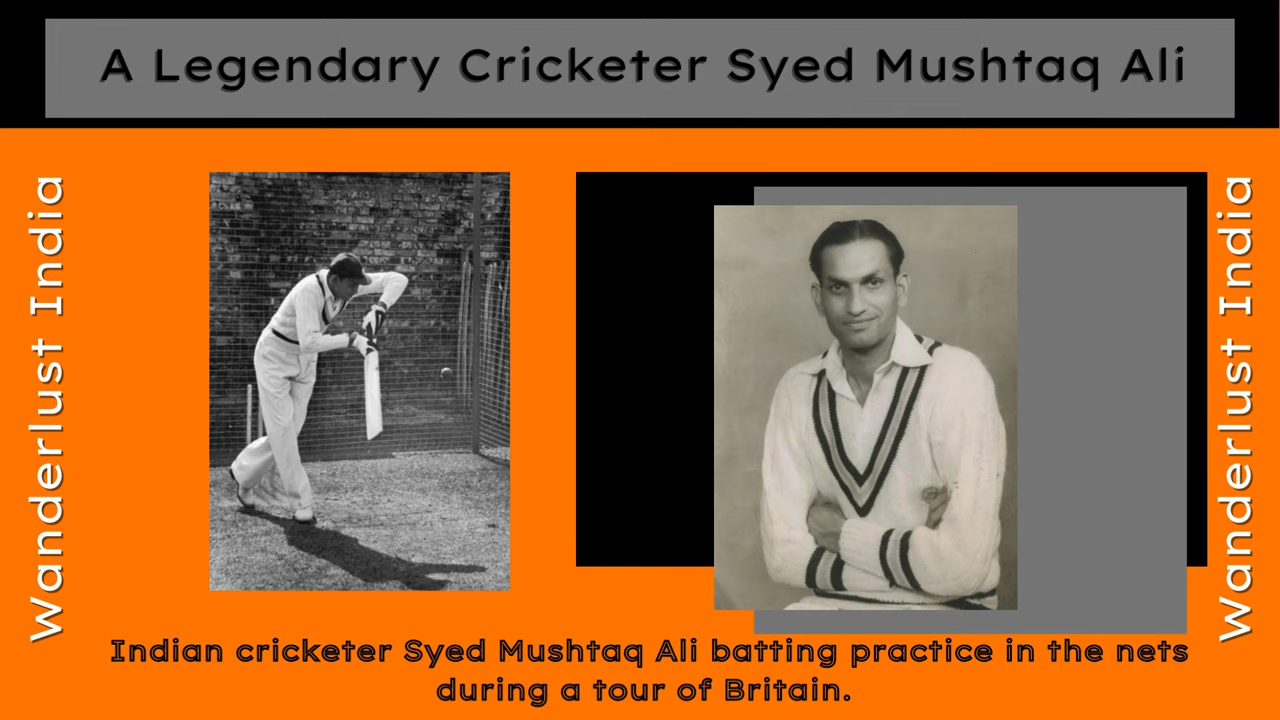 A Legendary Cricketer Syed Mushtaq Ali
Wanderlust India
Wanderlust India
Indian cricketer Syed Mushtaq Ali batting practice in the nets
during a tour of Britain.